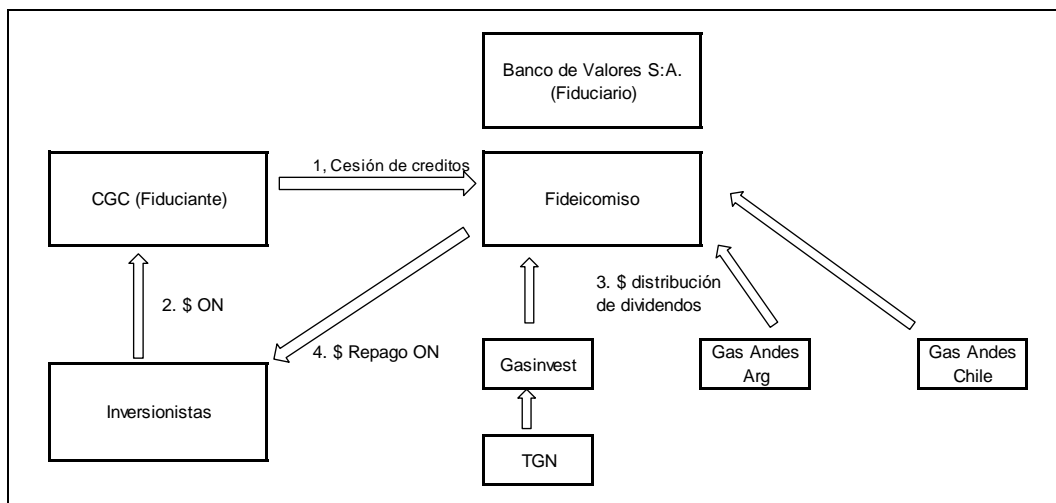 Banco de Valores S:A.
(Fiduciario)
1, Cesión de creditos
CGC (Fiduciante)
Fideicomiso
2. $ ON
3. $ distribución
de dividendos
4. $ Repago ON
Inversionistas
Gasinvest
Gas Andes
Arg
Gas Andes
Chile
TGN